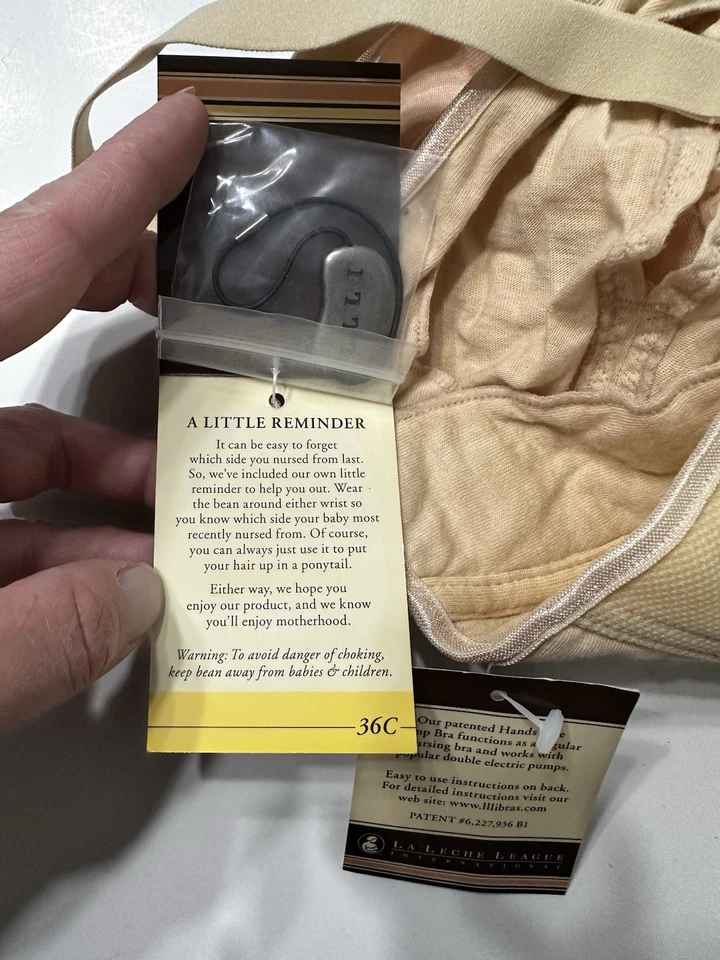 LLL
A LITTLE REMINDER
It can be easy to forget
which side you nursed from last.
So, we've included our own little
reminder to help you out. Wear
the bean around either wrist so
you know which side your baby most
recently nursed from. Of course,
you can always just use it to put
your hair up in a ponytail.
Either way, we hope you
enjoy our product, and we know
you'll enjoy motherhood.
Warning: To avoid danger of choking,
keep bean away from babies & children.
36C
Our patented Hands
Bra functions as a
bra and works with
double electric pumps.
Easy to use instructions on back.
For detailed instructions visit our
web site: www.lllibras.com
PATENT #6,227,936 B1
LA LECHE LEAGUE
INTERNATIONAL